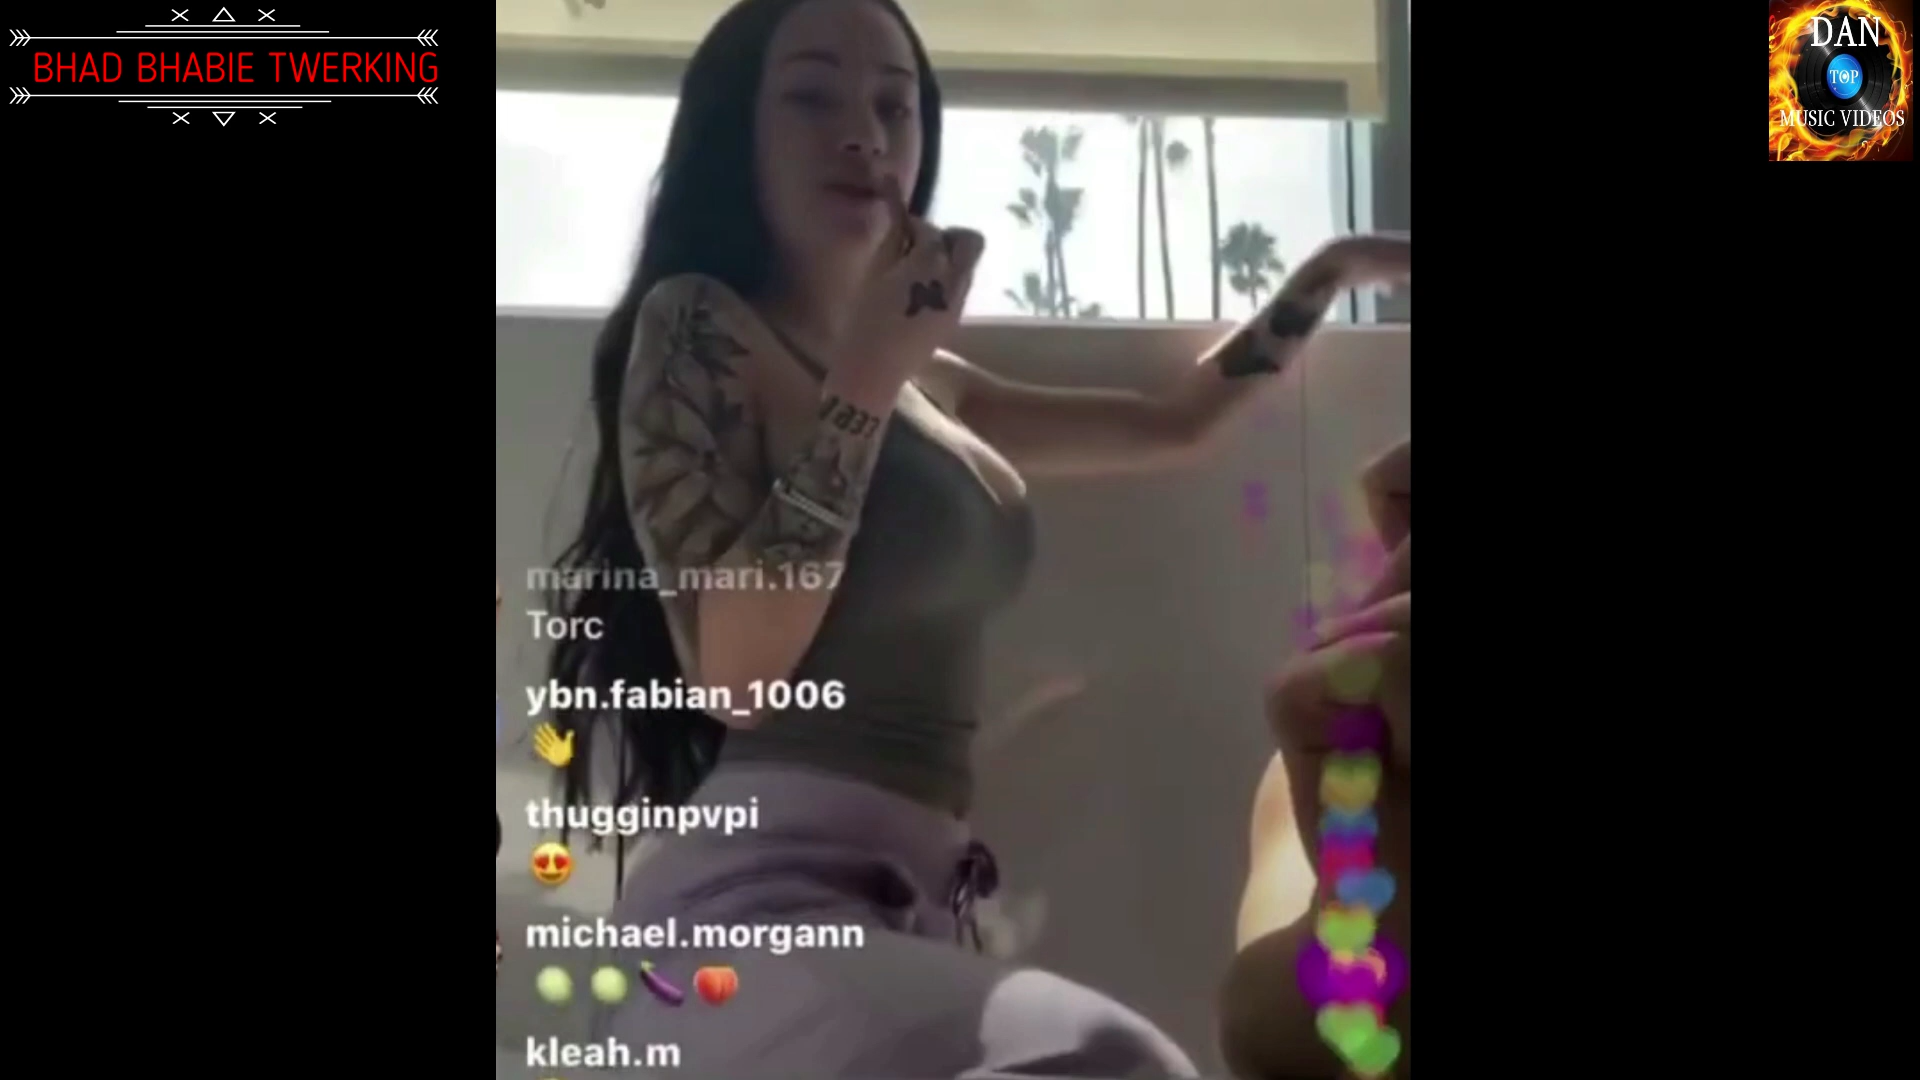 BHAD BHABIE TWERKING
DAN
TOP
MUSIC VIDEOS
marina_mari.167
Torc
ybn.fabian_1006
👋
thugginpvpi
😍
michael.morgann
🍆🍑
kleah.m